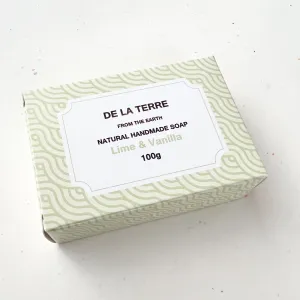 DE LA TERRE
FROM THE EARTH
NATURAL HANDMADE SOAP
Lime & Vanilla
100g